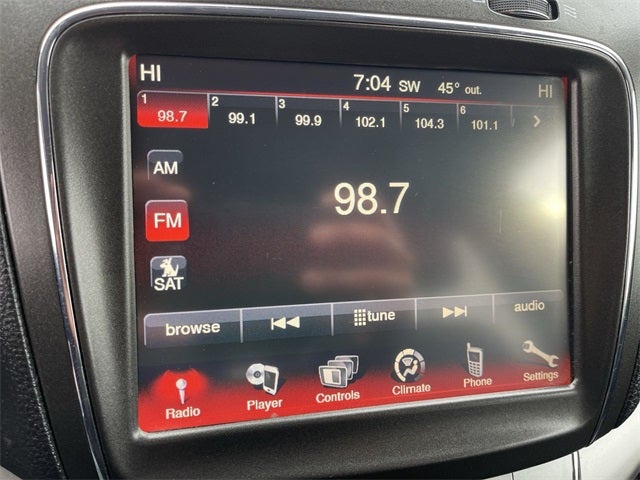 HI 7:04 SW 45° out. HI
1 2 3 4 5 6
98.7 99.1 99.9 102.1 104.3 101.1 >
AM
98.7
FM
SAT
browse tune audio
Radio Player Controls Climate Phone Settings